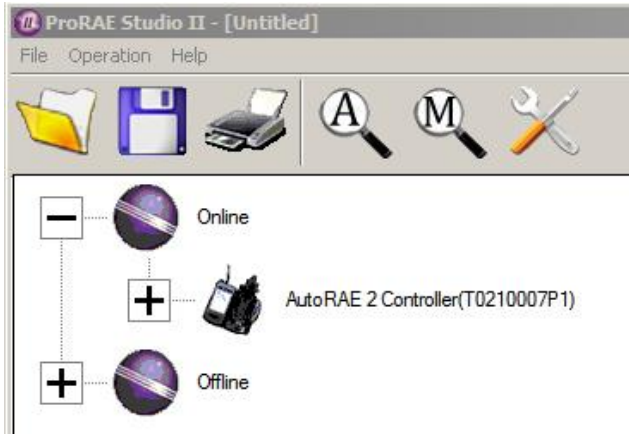 ProRAE Studio II - [Untitled]
File Operation Help
A M
Online
AutoRAE 2 Controller(T0210007P1)
Offline